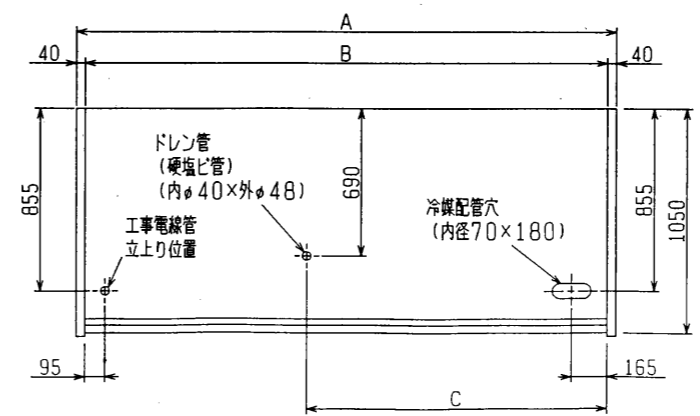 A
40
B
40
ドレン管
(硬塩ビ管)
(内φ40×外φ48)
690
855
工事電線管
立上り位置
冷媒配管穴
(内径70×180)
855
1050
95
165
C